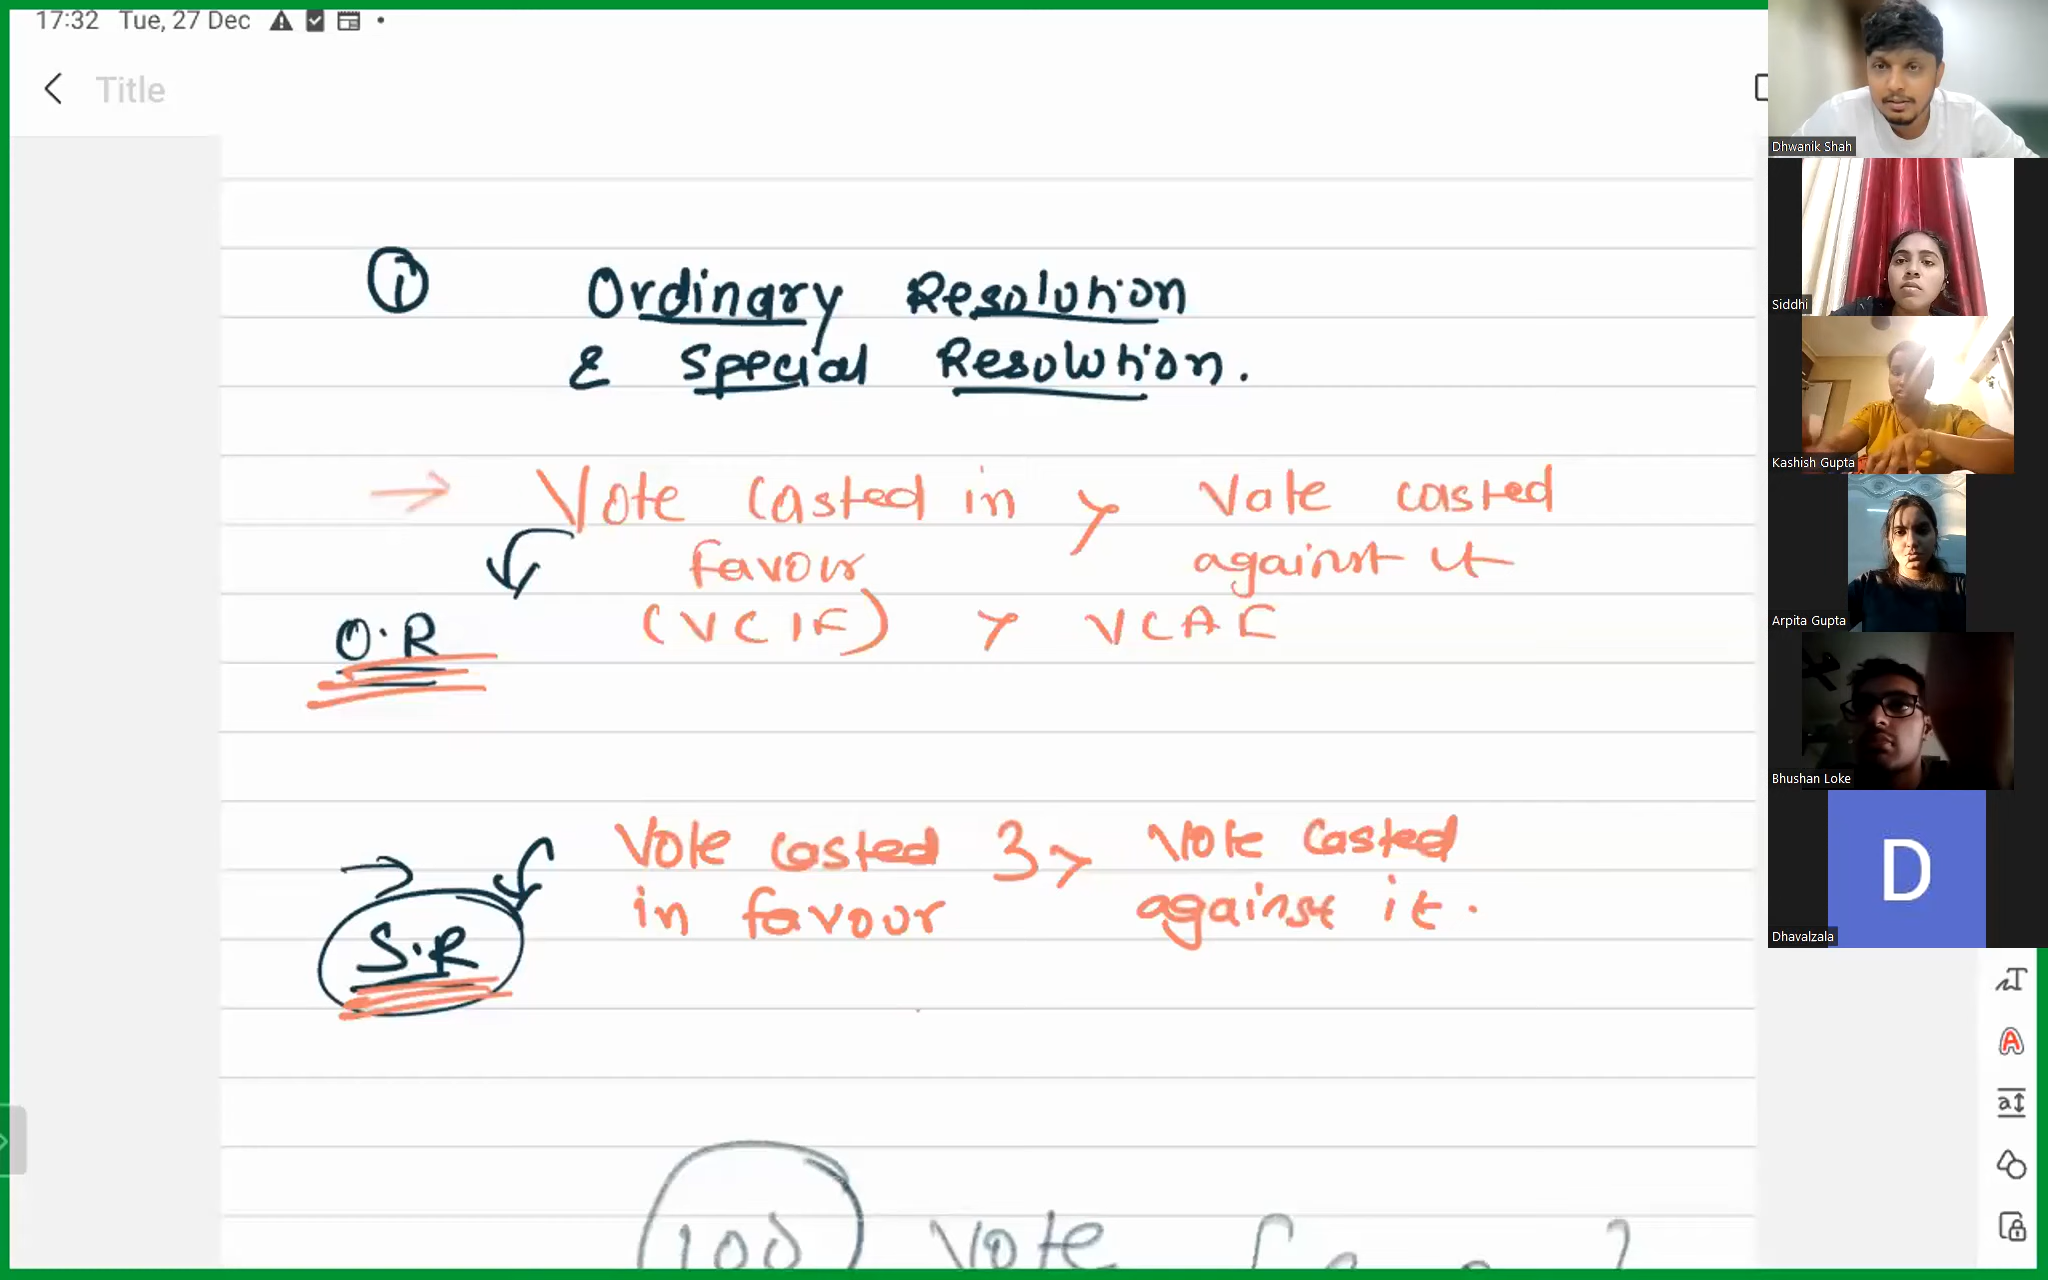 17:32 Tue, 27 Dec
Title
① Ordinary Resolution
& Special Resolution.
→ Vote Casted in > Vote casted
favour against it
(VCIF) > VCAI
O.R
Vote casted 3> Vote Casted
in favour against it.
S.R
100 Vote
Dhwanik Shah
Siddhi
Kashish Gupta
Arpita Gupta
Bhushan Loke
D
Dhavalzala